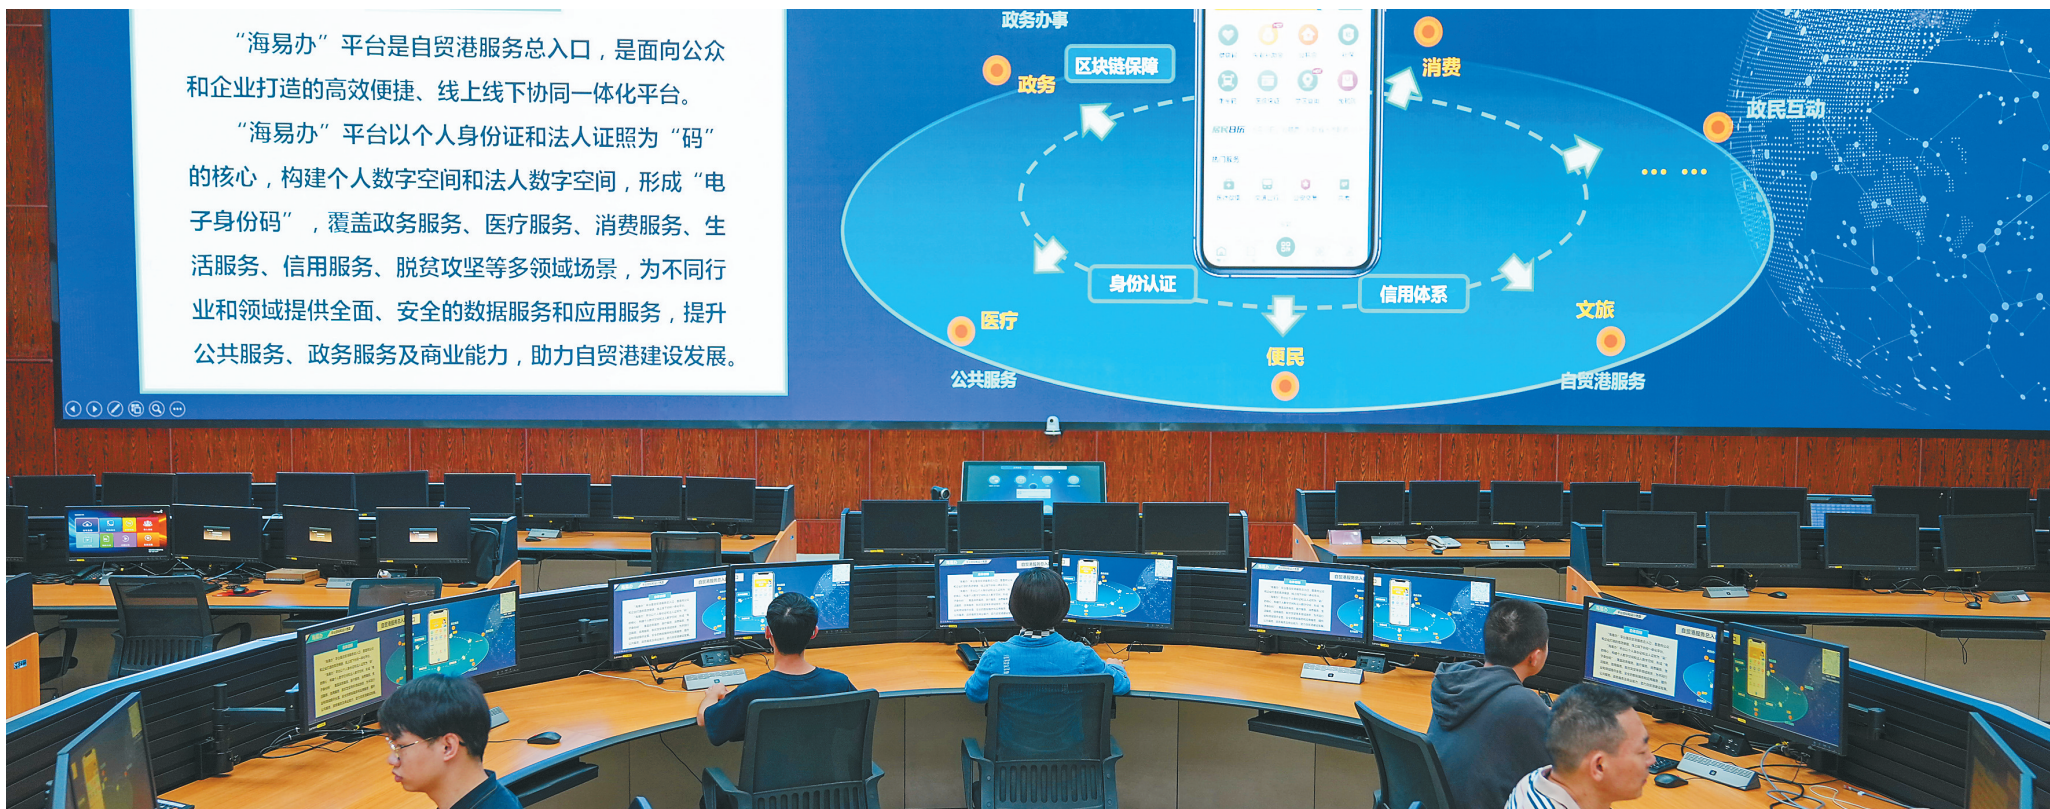 “海易办”平台是自贸港服务总入口，是面向公众
和企业打造的高效便捷、线上线下协同一体化平台。
“海易办”平台以个人身份证和法人证照为“码”
的核心，构建个人数字空间和法人数字空间，形成“电
子身份码”，覆盖政务服务、医疗服务、消费服务、生
活服务、信用服务、脱贫攻坚等多领域场景，为不同行
业和领域提供全面、安全的数据服务和应用服务，提升
公共服务、政务服务及商业能力，助力自贸港建设发展。
政务办事
政务
区块链保障
消费
政民互动
…… 
身份认证
信用体系
医疗
公共服务
便民
文旅
自贸港服务